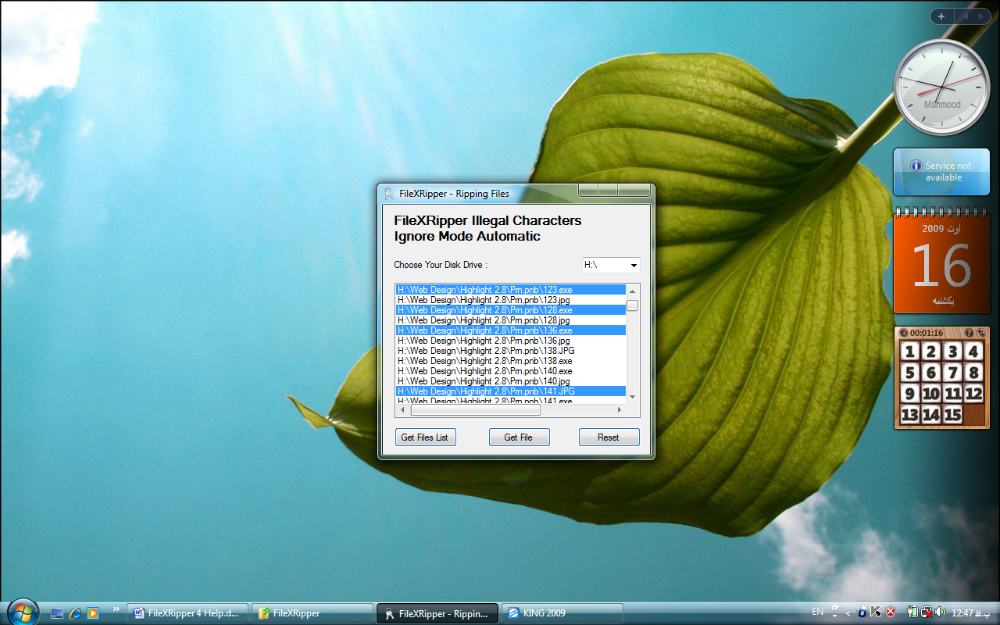 Mahmood
Service not
available
FileXRipper - Ripping Files
FileXRipper Illegal Characters
Ignore Mode Automatic
اوت 2009
16
یکشنبه
Choose Your Disk Drive :
H:\
H:\Web Design\Highlight 2.8\Pm.pnb\123.exe
H:\Web Design\Highlight 2.8\Pm.pnb\123.jpg
H:\Web Design\Highlight 2.8\Pm.pnb\128.exe
H:\Web Design\Highlight 2.8\Pm.pnb\128.jpg
H:\Web Design\Highlight 2.8\Pm.pnb\136.exe
H:\Web Design\Highlight 2.8\Pm.pnb\136.jpg
H:\Web Design\Highlight 2.8\Pm.pnb\138.JPG
H:\Web Design\Highlight 2.8\Pm.pnb\138.exe
H:\Web Design\Highlight 2.8\Pm.pnb\140.exe
H:\Web Design\Highlight 2.8\Pm.pnb\140.jpg
H:\Web Design\Highlight 2.8\Pm.pnb\141.JPG
H:\Web Design\Highlight 2.8\Pm.pnb\141.exe
00:01:16
1 2 3 4
5 6 7 8
9 10 11 12
13 14 15
Get Files List
Get File
Reset
FileXRipper 4 Help.d...
FileXRipper
FileXRipper - Rippin...
KING 2009
EN
12:47 ب.ظ